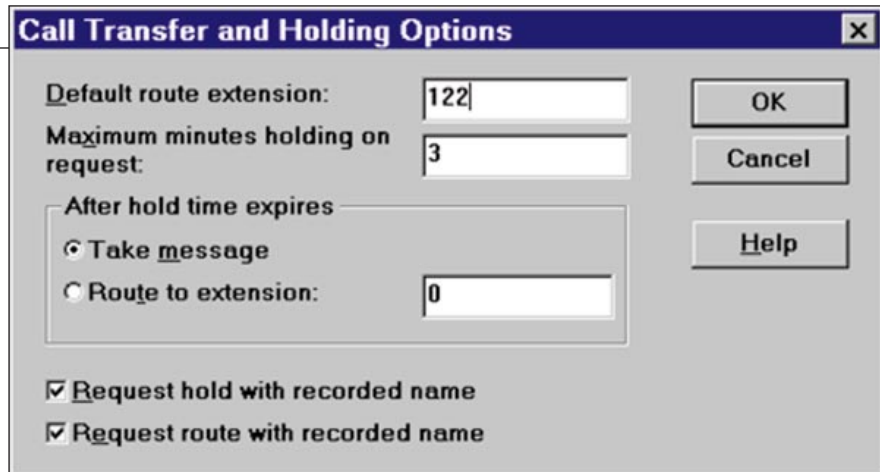 Call Transfer and Holding Options
Default route extension:
122
Maximum minutes holding on
request:
3
OK
Cancel
Help
After hold time expires
Take message
Route to extension:
0
Request hold with recorded name
Request route with recorded name